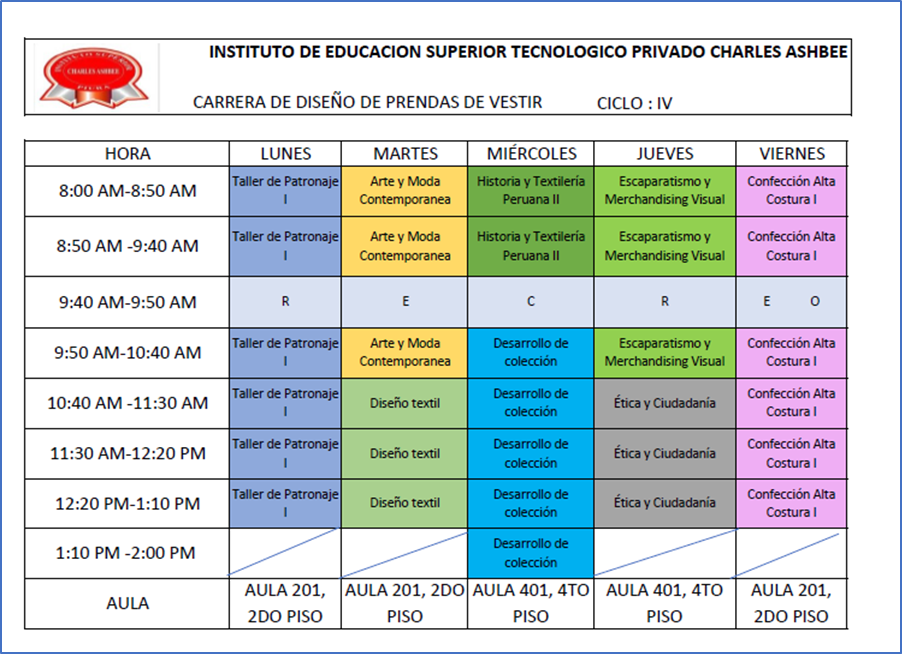 INSTITUTO DE EDUCACION SUPERIOR TECNOLOGICO PRIVADO CHARLES ASHBEE
INSTITUTO SUPERIOR
CHARLES ASHBEE
PIURA
CARRERA DE DISEÑO DE PRENDAS DE VESTIR CICLO : IV
HORA LUNES MARTES MIÉRCOLES JUEVES VIERNES
8:00 AM-8:50 AM
Taller de Patronaje
I
Arte y Moda
Contemporanea
Historia y Textilería
Peruana II
Escaparatismo y
Merchandising Visual
Confección Alta
Costura I
8:50 AM -9:40 AM
Taller de Patronaje
I
Arte y Moda
Contemporanea
Historia y Textilería
Peruana II
Escaparatismo y
Merchandising Visual
Confección Alta
Costura I
9:40 AM-9:50 AM R E C R E O
9:50 AM-10:40 AM
Taller de Patronaje
I
Arte y Moda
Contemporanea
Desarrollo de
colección
Escaparatismo y
Merchandising Visual
Confección Alta
Costura I
10:40 AM -11:30 AM
Taller de Patronaje
I
Diseño textil
Desarrollo de
colección
Ética y Ciudadanía
Confección Alta
Costura I
11:30 AM-12:20 PM
Taller de Patronaje
I
Diseño textil
Desarrollo de
colección
Ética y Ciudadanía
Confección Alta
Costura I
12:20 PM-1:10 PM
Taller de Patronaje
I
Diseño textil
Desarrollo de
colección
Ética y Ciudadanía
Confección Alta
Costura I
1:10 PM -2:00 PM
Desarrollo de
colección
AULA
AULA 201,
2DO PISO
AULA 201, 2DO
PISO
AULA 401, 4TO
PISO
AULA 401, 4TO
PISO
AULA 201,
2DO PISO